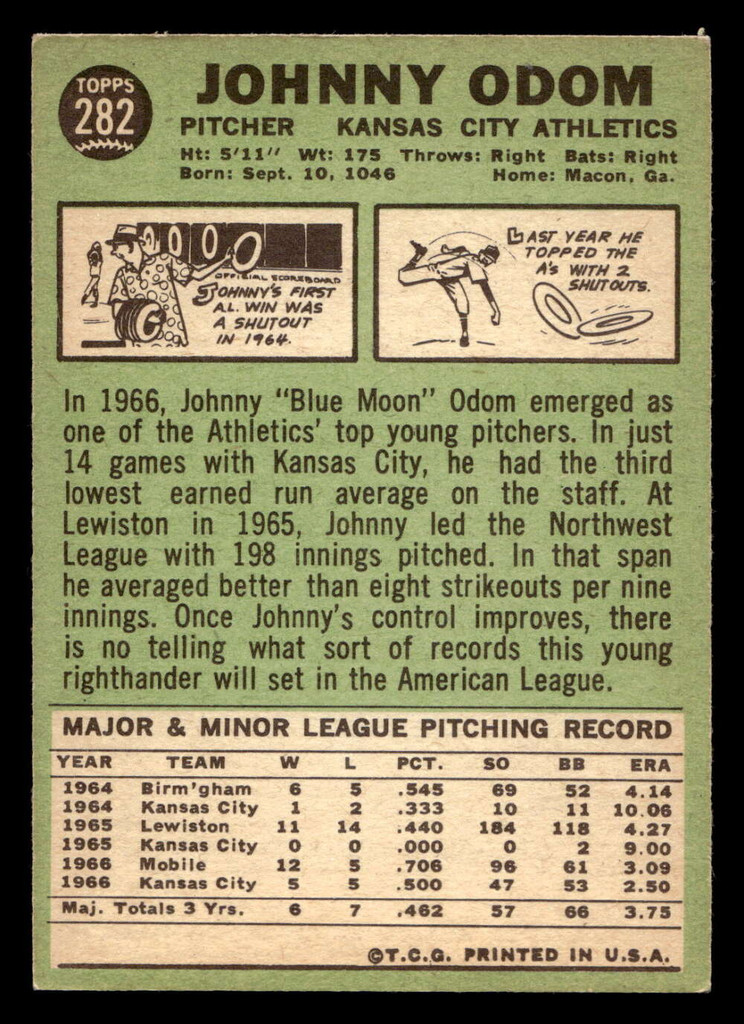 TOPPS
282
JOHNNY ODOM
PITCHER KANSAS CITY ATHLETICS
Ht: 5'11" Wt: 175 Throws: Right Bats: Right
Born: Sept. 10, 1046 Home: Macon, Ga.
OFFICIAL SCOREBOARD
JOHNNY'S FIRST
A.L. WIN WAS
A SHUTOUT
IN 1964.
LAST YEAR HE
TOPPED THE
A's WITH 2
SHUTOUTS.
In 1966, Johnny "Blue Moon" Odom emerged as
one of the Athletics' top young pitchers. In just
14 games with Kansas City, he had the third
lowest earned run average on the staff. At
Lewiston in 1965, Johnny led the Northwest
League with 198 innings pitched. In that span
he averaged better than eight strikeouts per nine
innings. Once Johnny's control improves, there
is no telling what sort of records this young
righthander will set in the American League.
MAJOR & MINOR LEAGUE PITCHING RECORD
YEAR TEAM W L PCT. SO BB ERA
1964 Birm'gham 6 5 .545 69 52 4.14
1964 Kansas City 1 2 .333 10 11 10.06
1965 Lewiston 11 14 .440 184 118 4.27
1965 Kansas City 0 0 .000 0 2 9.00
1966 Mobile 12 5 .706 96 61 3.09
1966 Kansas City 5 5 .500 47 53 2.50
Maj. Totals 3 Yrs. 6 7 .462 57 66 3.75
©T.C.G. PRINTED IN U.S.A.